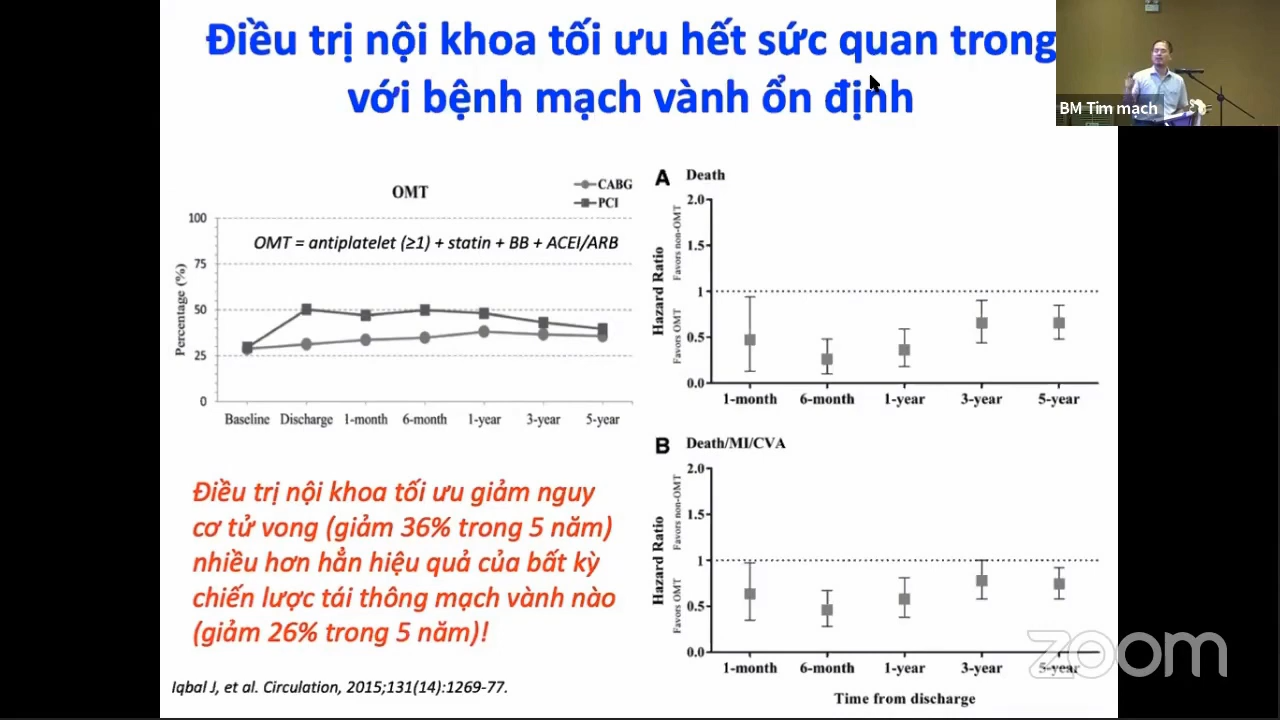 Điều trị nội khoa tối ưu hết sức quan trong
với bệnh mạch vành ổn định
BM Tim mach
OMT
CABG
PCI
OMT = antiplatelet (≥1) + statin + BB + ACEI/ARB
Percentage (%)
100
75
50
25
0
Baseline Discharge 1-month 6-month 1-year 3-year 5-year
A Death
Hazard Ratio
Favors OMT Favors non-OMT
2.0
1.5
1
0.5
0.0
1-month 6-month 1-year 3-year 5-year
B Death/MI/CVA
Hazard Ratio
Favors OMT Favors non-OMT
2.0
1.5
1
0.5
0.0
1-month 6-month 1-year 3-year 5-year
Time from discharge
Điều trị nội khoa tối ưu giảm nguy
cơ tử vong (giảm 36% trong 5 năm)
nhiều hơn hẳn hiệu quả của bất kỳ
chiến lược tái thông mạch vành nào
(giảm 26% trong 5 năm)!
Iqbal J, et al. Circulation, 2015;131(14):1269-77.
zoom